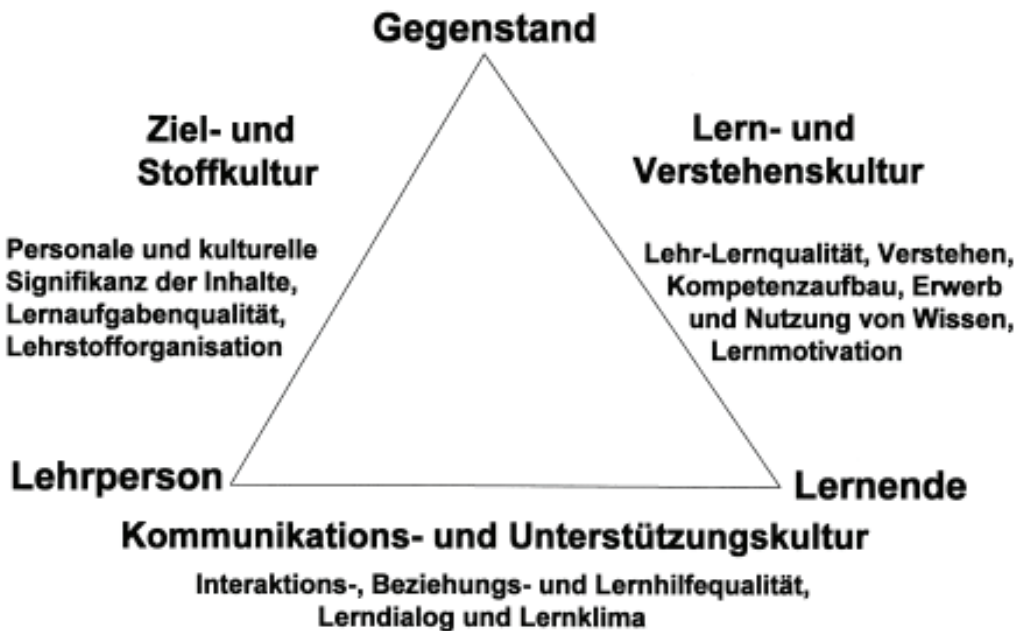 Gegenstand
Ziel- und
Stoffkultur
Lern- und
Verstehenskultur
Personale und kulturelle
Signifikanz der Inhalte,
Lernaufgabenqualität,
Lehrstofforganisation
Lehr-Lernqualität, Verstehen,
Kompetenzaufbau, Erwerb
und Nutzung von Wissen,
Lernmotivation
Lehrperson
Lernende
Kommunikations- und Unterstützungskultur
Interaktions-, Beziehungs- und Lernhilfequalität,
Lerndialog und Lernklima